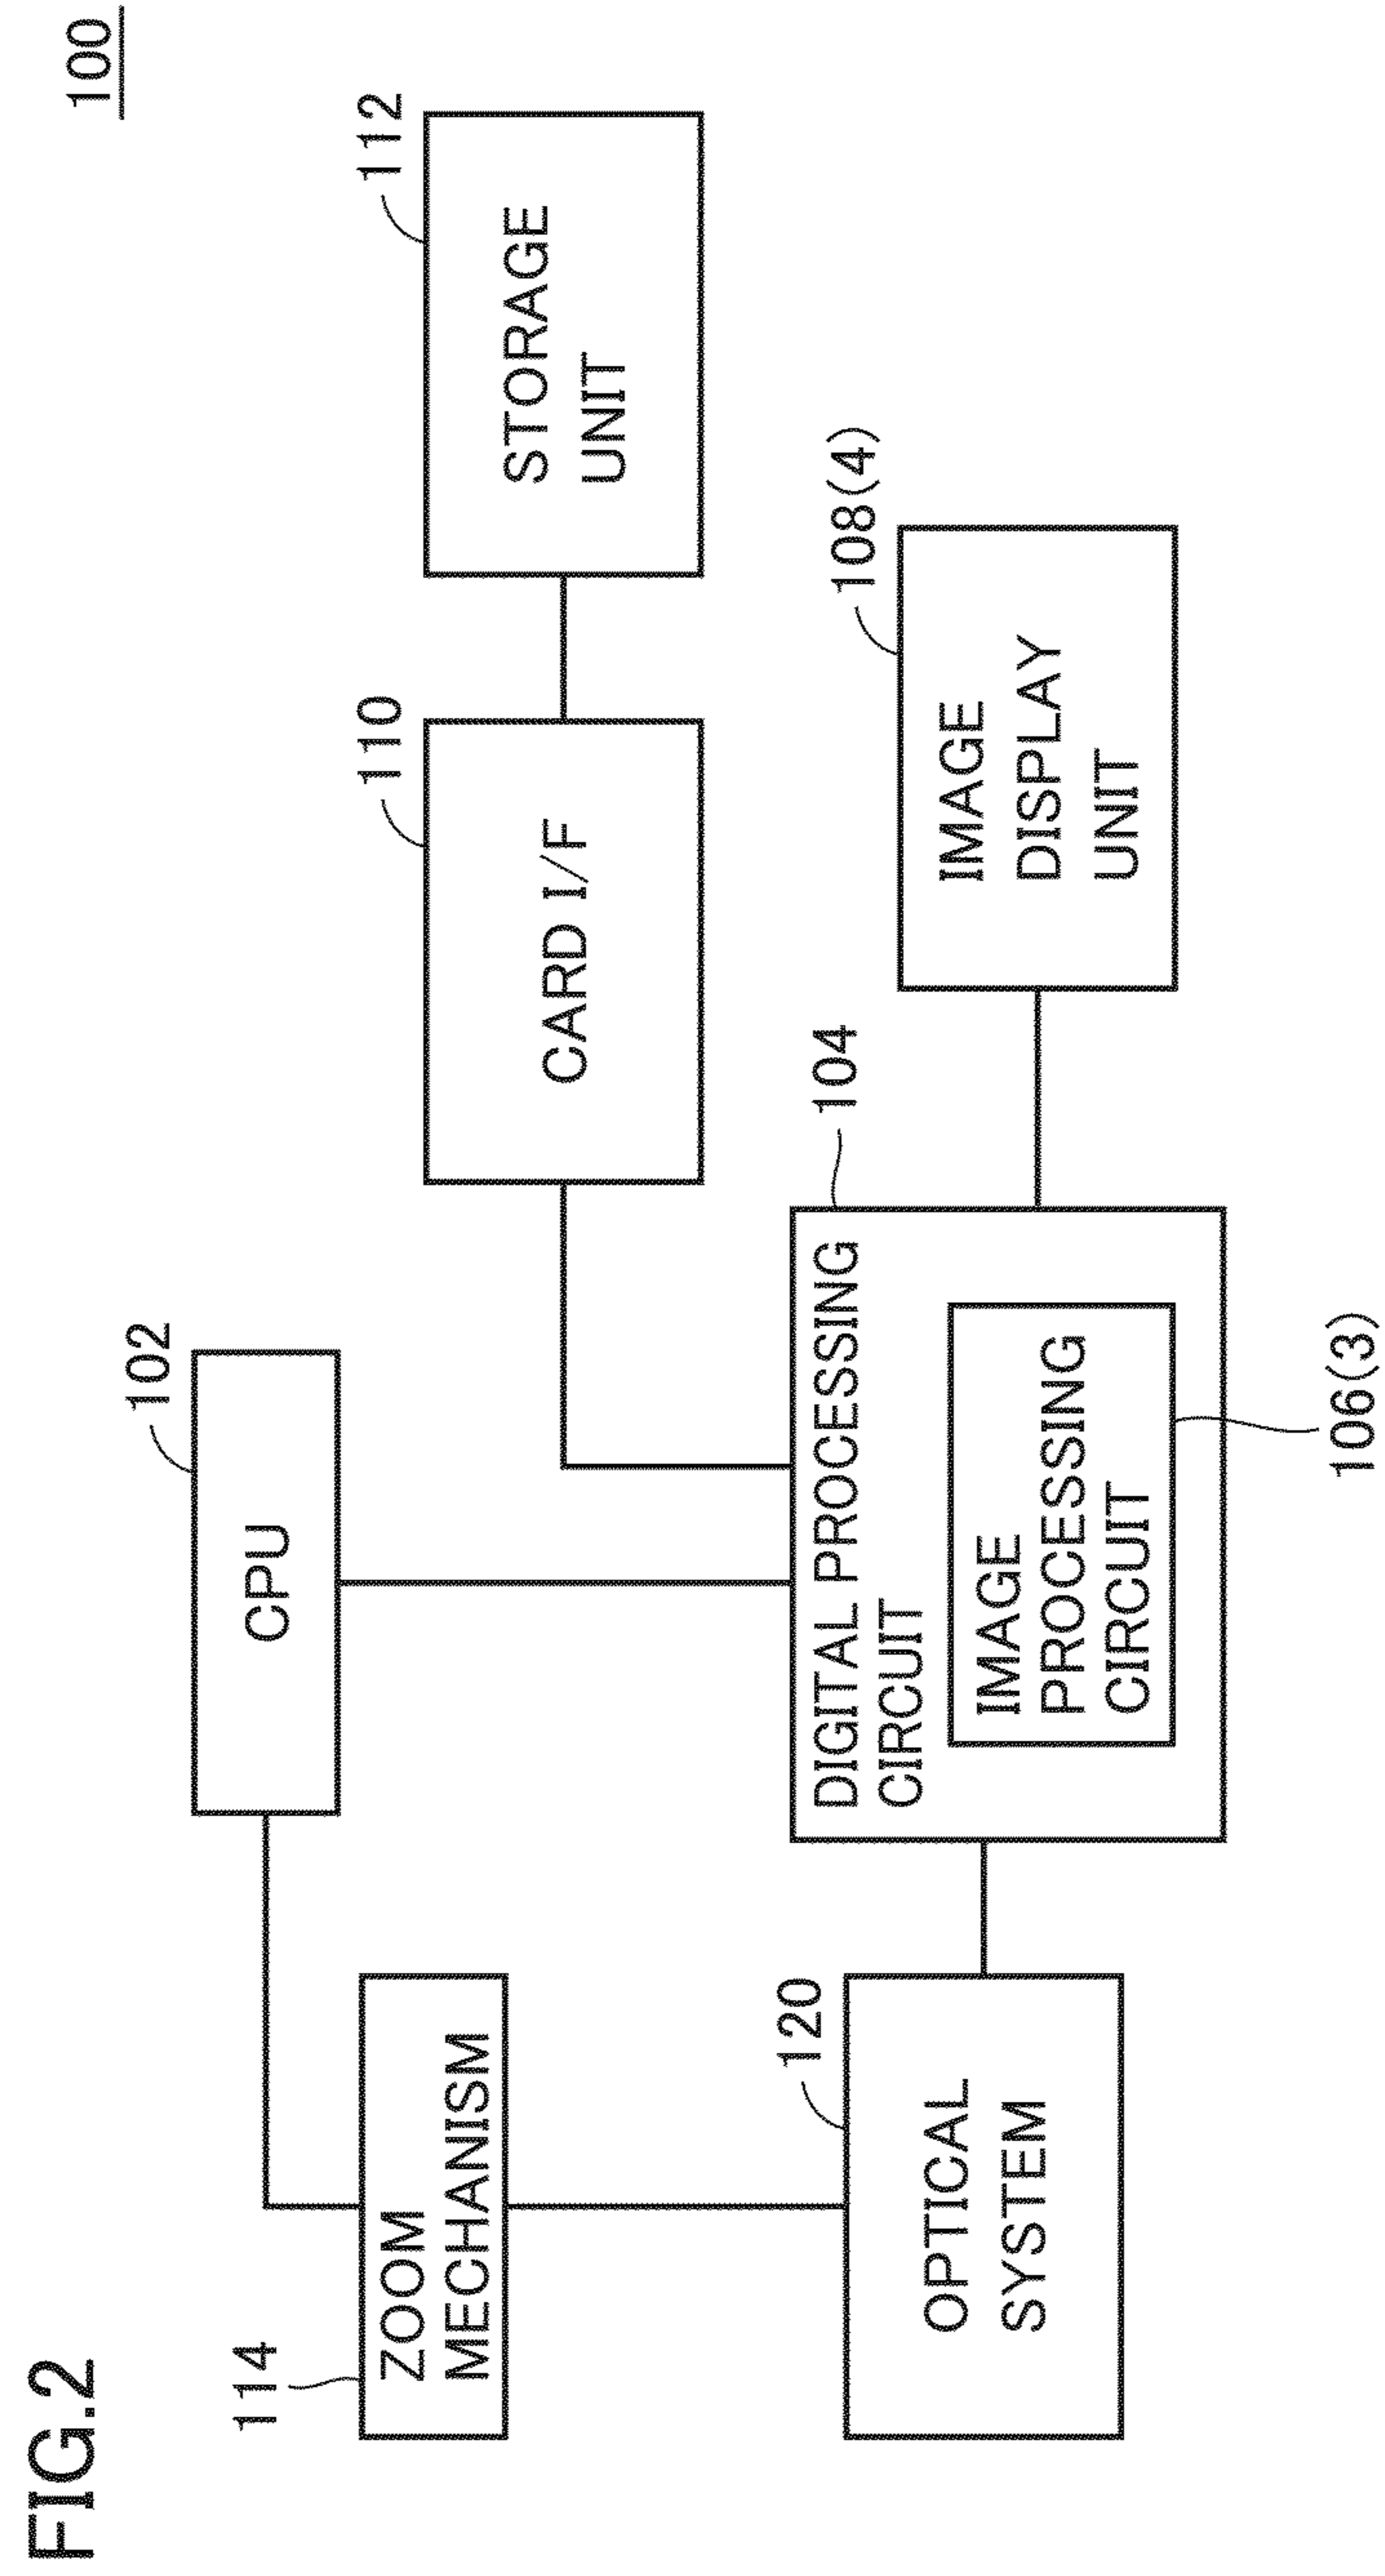 FIG.2
100
102
CPU
114
ZOOM
MECHANISM
110
CARD I/F
112
STORAGE
UNIT
120
OPTICAL
SYSTEM
104
DIGITAL PROCESSING
CIRCUIT
IMAGE
PROCESSING
CIRCUIT
106(3)
108(4)
IMAGE
DISPLAY
UNIT